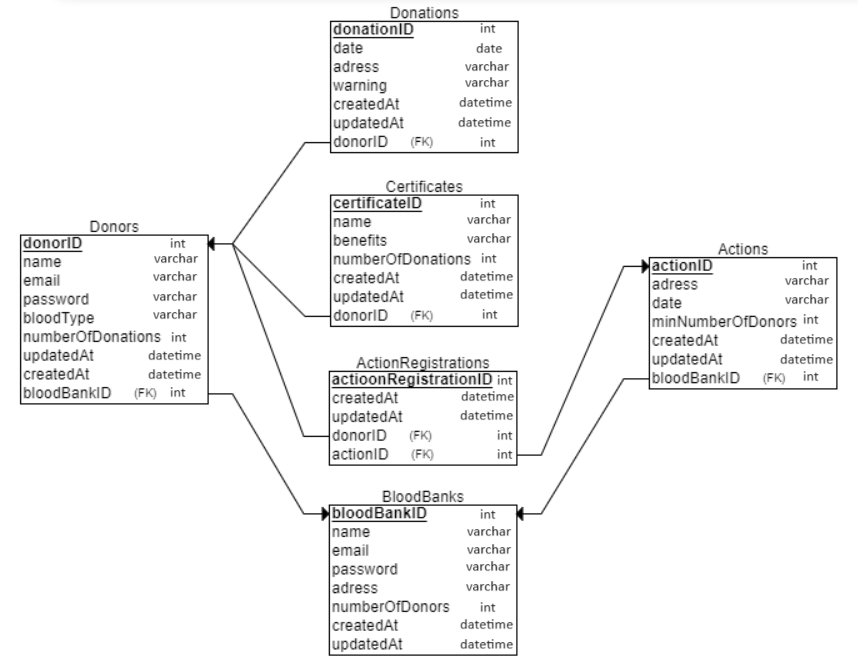 Donations
donationID int
date date
adress varchar
warning varchar
createdAt datetime
updatedAt datetime
donorID (FK) int
Certificates
certificateID int
name varchar
benefits varchar
numberOfDonations int
createdAt datetime
updatedAt datetime
donorID (FK) int
Donors
donorID int
name varchar
email varchar
password varchar
bloodType varchar
numberOfDonations int
updatedAt datetime
createdAt datetime
bloodBankID (FK) int
Actions
actionID int
adress varchar
date varchar
minNumberOfDonors int
createdAt datetime
updatedAt datetime
bloodBankID (FK) int
ActionRegistrations
actioonRegistrationID int
createdAt datetime
updatedAt datetime
donorID (FK) int
actionID (FK) int
BloodBanks
bloodBankID int
name varchar
email varchar
password varchar
adress varchar
numberOfDonors int
createdAt datetime
updatedAt datetime